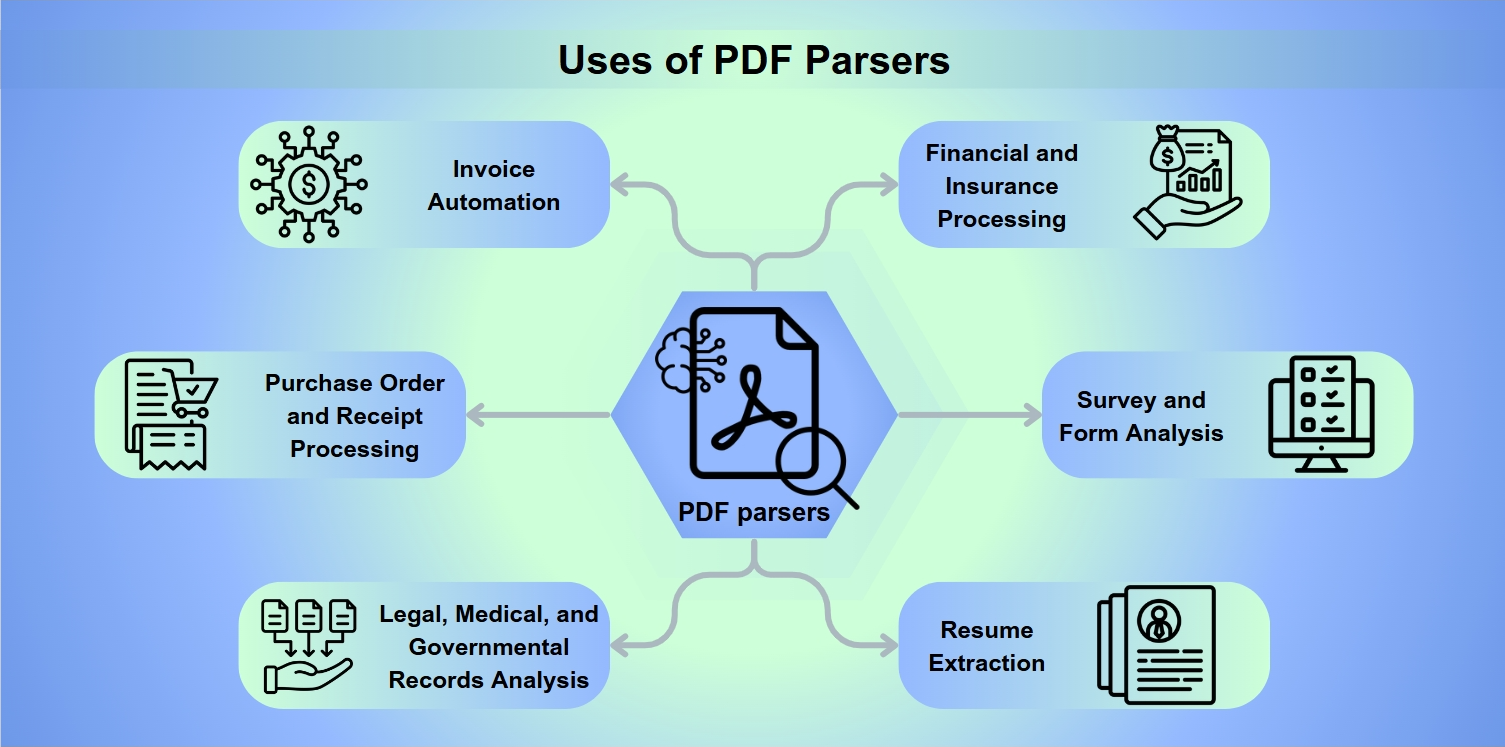 Uses of PDF Parsers
Invoice
Automation
Financial and
Insurance
Processing
Purchase Order
and Receipt
Processing
PDF parsers
Survey and
Form Analysis
Legal, Medical, and
Governmental
Records Analysis
Resume
Extraction